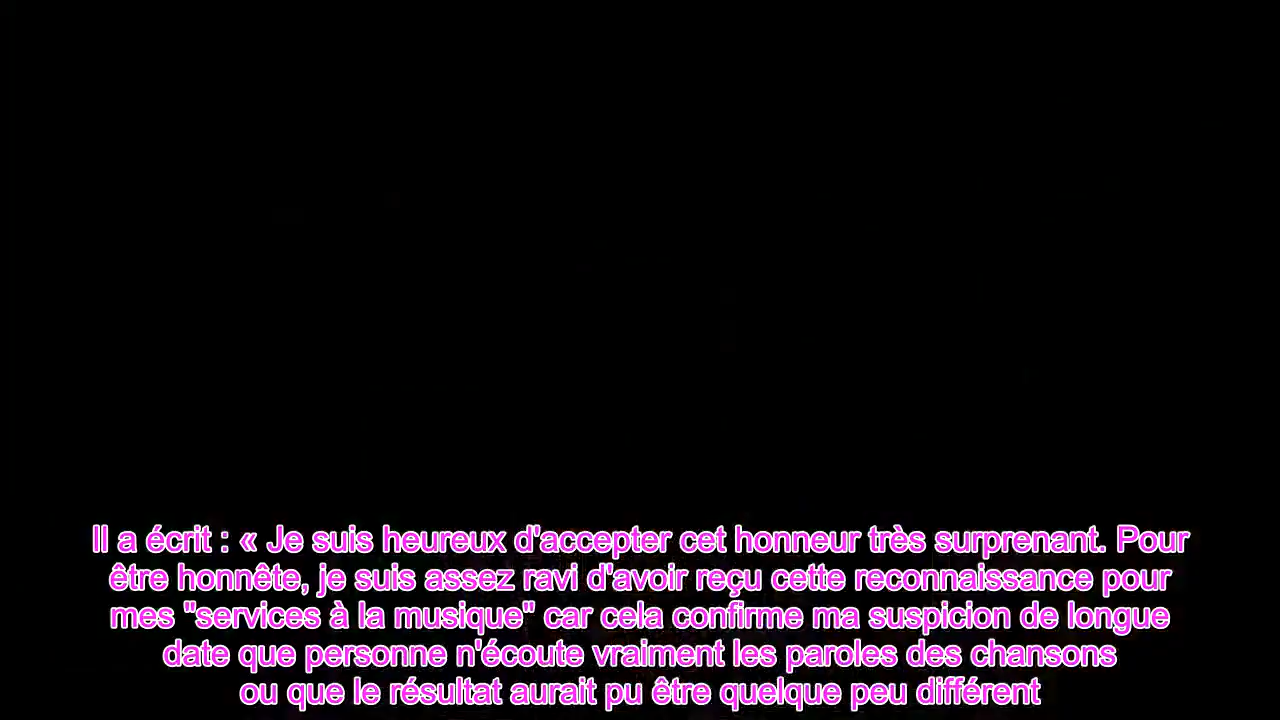 Il a écrit : « Je suis heureux d'accepter cet honneur très surprenant. Pour
être honnête, je suis assez ravi d'avoir reçu cette reconnaissance pour
mes "services à la musique" car cela confirme ma suspicion de longue
date que personne n'écoute vraiment les paroles des chansons
ou que le résultat aurait pu être quelque peu différent